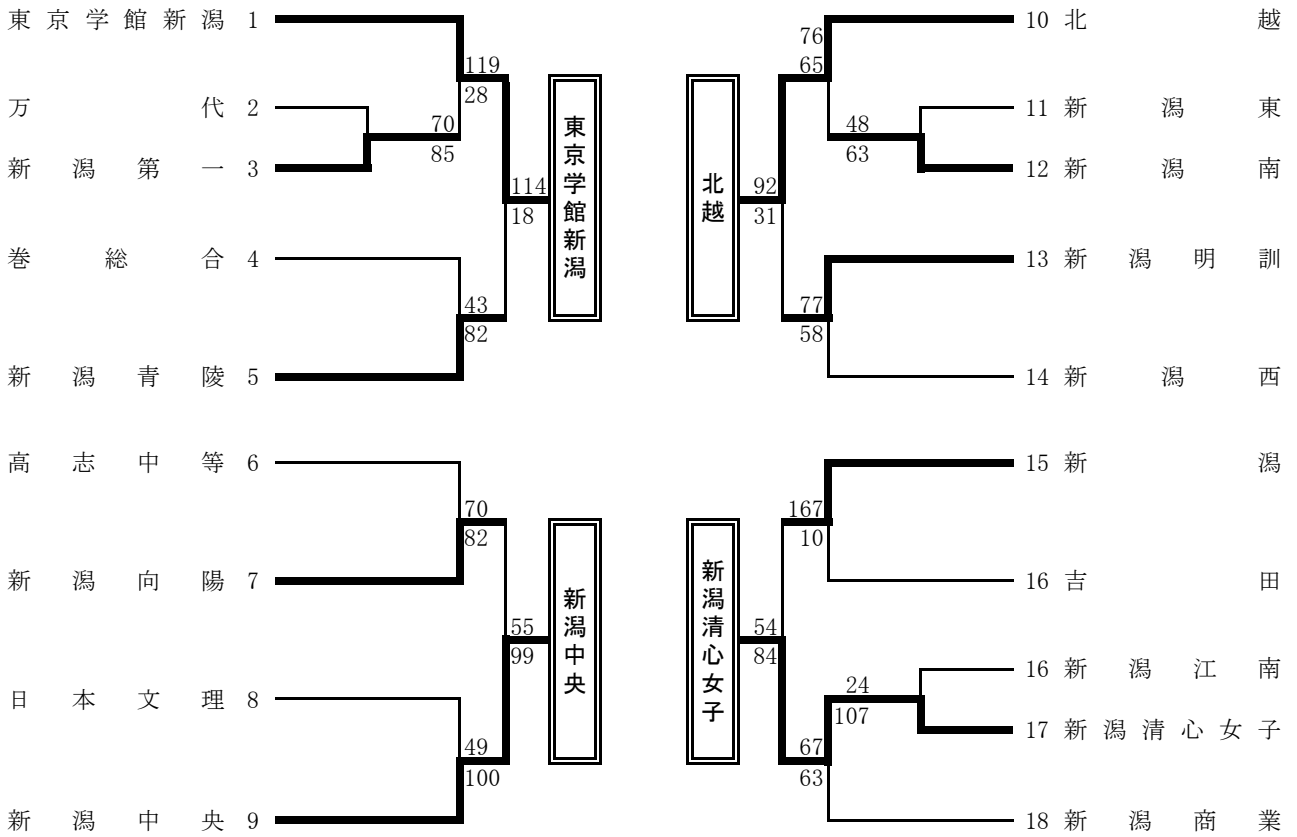 東京学館新潟 1
119
28
万代 2
70
85
新潟第一 3
114
18
東京学館新潟
巻総合 4
43
82
新潟青陵 5
高志中等 6
70
82
新潟向陽 7
55
99
新潟中央
日本文理 8
49
100
新潟中央 9
10 北越
76
65
11 新潟東
48
63
12 新潟南
北越
92
31
13 新潟明訓
77
58
14 新潟西
15 新潟
167
10
16 吉田
新潟清心女子
54
84
16 新潟江南
24
107
17 新潟清心女子
67
63
18 新潟商業